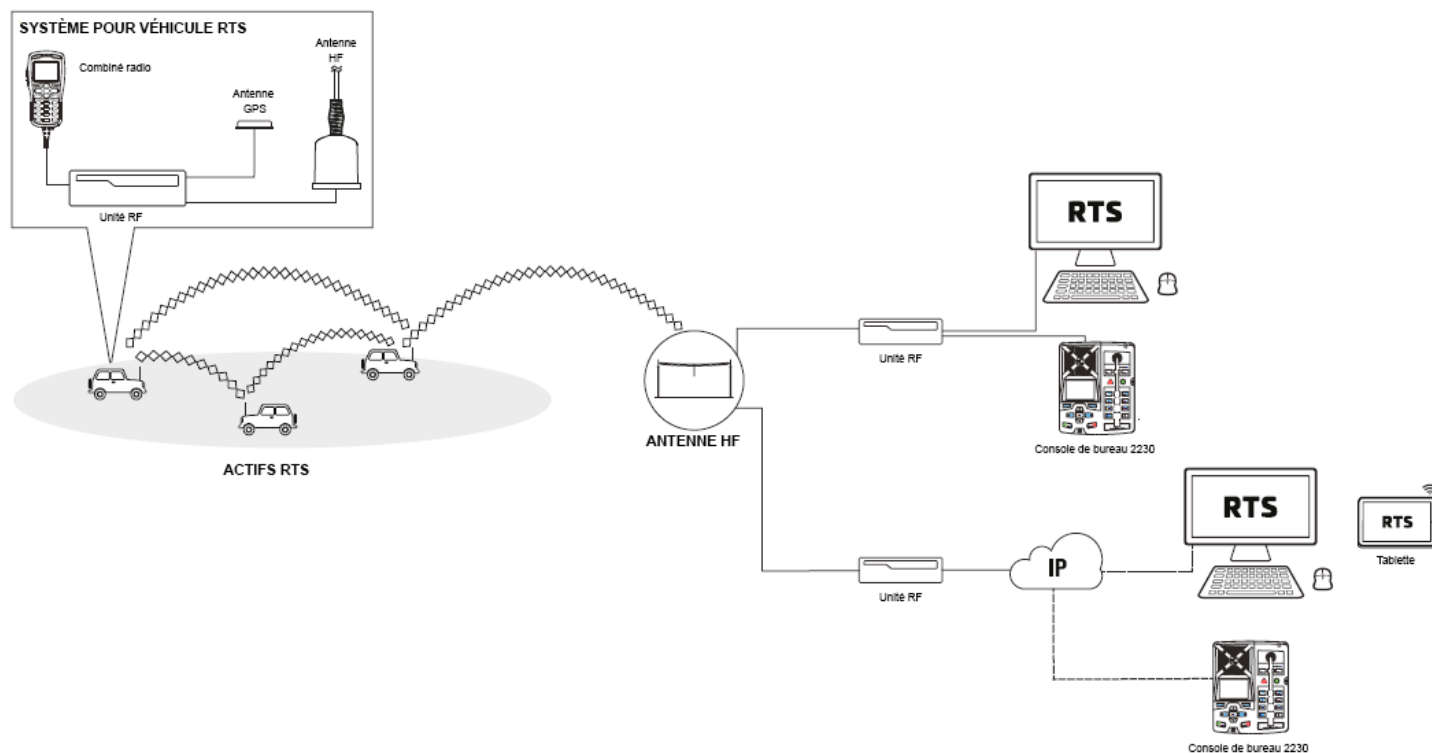 SYSTÈME POUR VÉHICULE RTS
Combiné radio
Antenne
HF
Antenne
GPS
Unité RF
ACTIFS RTS
ANTENNE HF
Unité RF
RTS
Console de bureau 2230
Unité RF
IP
RTS
RTS
Tablette
Console de bureau 2230